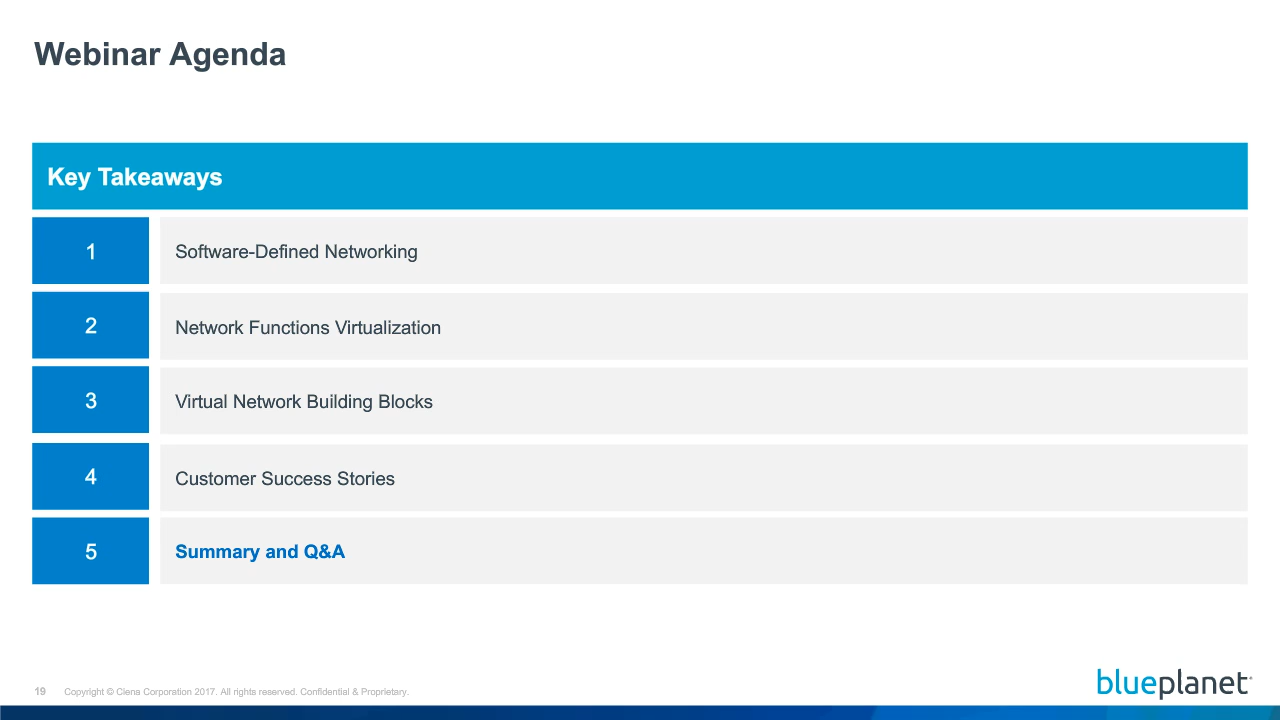 Webinar Agenda
Key Takeaways
1 Software-Defined Networking
2 Network Functions Virtualization
3 Virtual Network Building Blocks
4 Customer Success Stories
5 Summary and Q&A
19 Copyright © Ciena Corporation 2017. All rights reserved. Confidential & Proprietary.
blueplanet